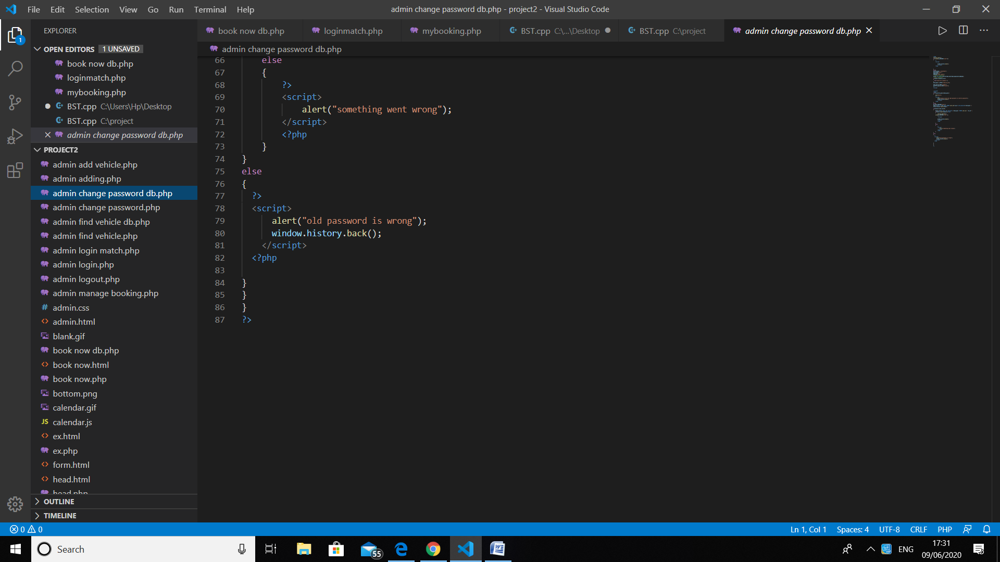 File Edit Selection View Go Run Terminal Help
admin change password db.php - project2 - Visual Studio Code
EXPLORER
OPEN EDITORS 1 UNSAVED
book now db.php
loginmatch.php
mybooking.php
BST.cpp C:\Users\Hp\Desktop
BST.cpp C:\project
admin change password db.php
PROJECT2
admin add vehicle.php
admin adding.php
admin change password db.php
admin change password.php
admin find vehicle db.php
admin find vehicle.php
admin login match.php
admin login.php
admin logout.php
admin manage booking.php
admin.css
admin.html
blank.gif
book now db.php
book now.html
book now.php
bottom.png
calendar.gif
JS calendar.js
ex.html
ex.php
form.html
head.html
head.php
OUTLINE
TIMELINE
book now db.php loginmatch.php mybooking.php BST.cpp C:\...\Desktop BST.cpp C:\project admin change password db.php
admin change password db.php
66 else
67 {
68 ?>
69 <script>
70 alert("something went wrong");
71 </script>
72 <?php
73 }
74 }
75 else
76 {
77 ?>
78 <script>
79 alert("old password is wrong");
80 window.history.back();
81 </script>
82 <?php
83
84 }
85 }
86 }
87 ?>
0 0 Ln 1, Col 1 Spaces: 4 UTF-8 CRLF PHP
Search
55
ENG
17:31
09/06/2020
1